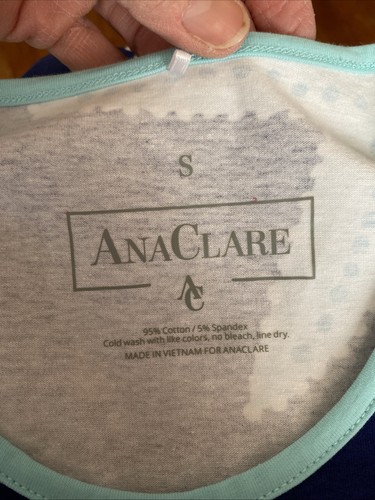 S
ANACLARE
AC
95% Cotton / 5% Spandex
Cold wash with like colors, no bleach, line dry.
MADE IN VIETNAM FOR ANACLARE